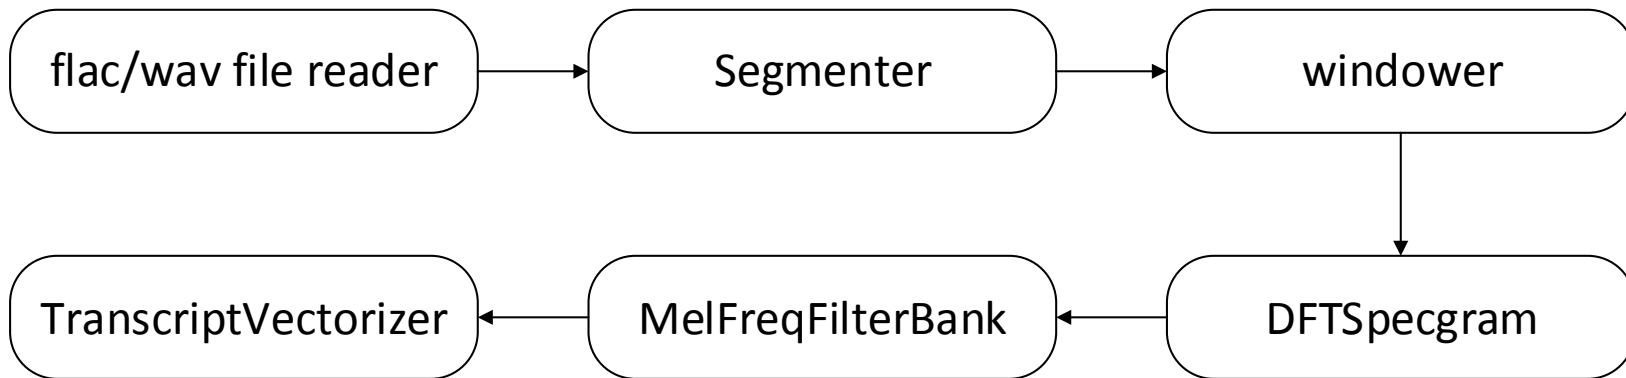 flac/wav file reader
Segmenter
windower
DFTSpecgram
MelFreqFilterBank
TranscriptVectorizer